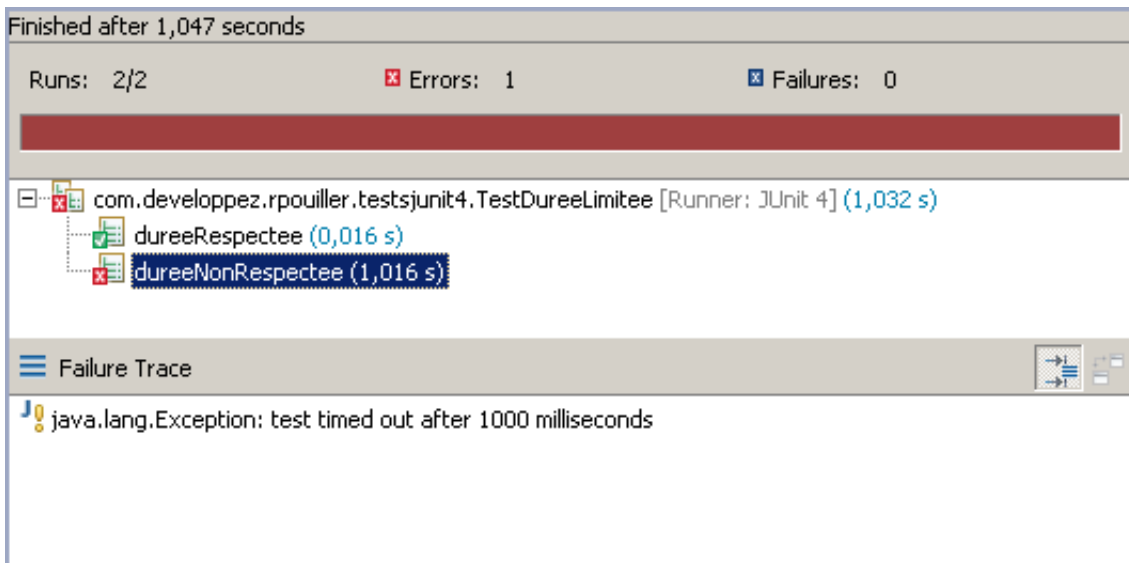 Finished after 1,047 seconds
Runs: 2/2 Errors: 1 Failures: 0
com.developpez.rpouiller.testsjunit4.TestDureeLimitee [Runner: JUnit 4] (1,032 s)
dureeRespectee (0,016 s)
dureeNonRespectee (1,016 s)
Failure Trace
java.lang.Exception: test timed out after 1000 milliseconds